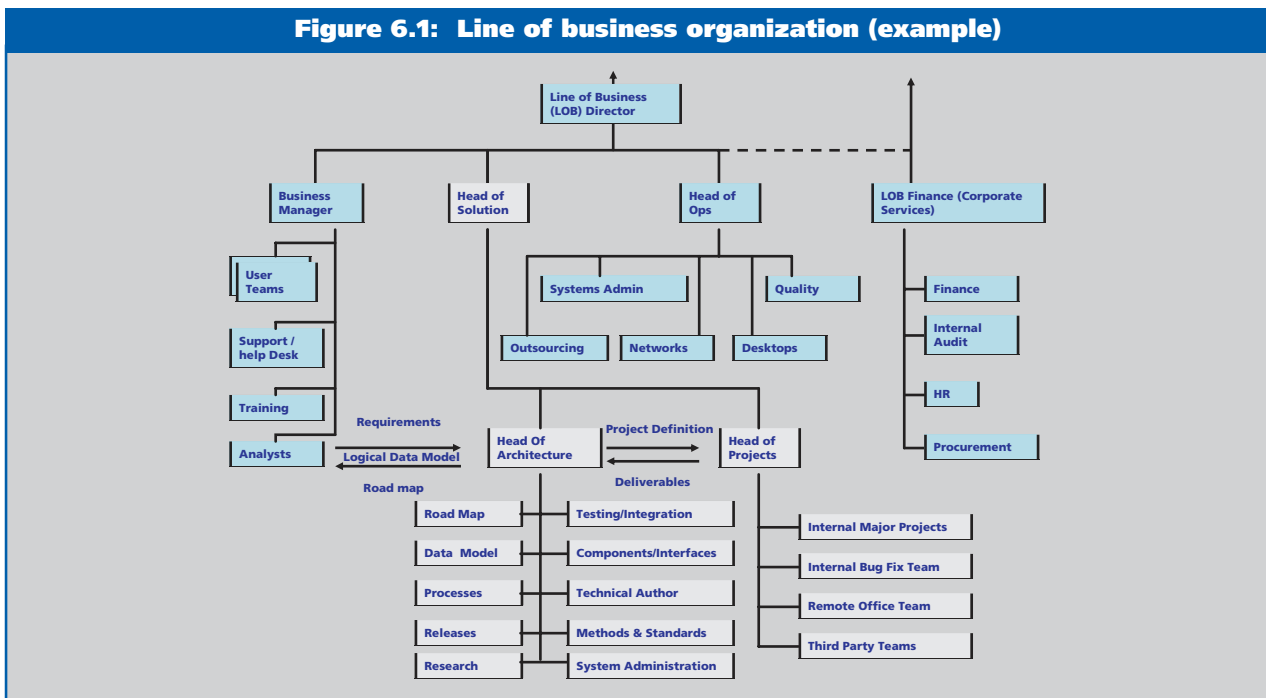 Figure 6.1: Line of business organization (example)
Line of Business
(LOB) Director
Business
Manager
Head of
Solution
Head of
Ops
LOB Finance (Corporate
Services)
User
Teams
Support /
help Desk
Training
Analysts
Systems Admin
Quality
Outsourcing
Networks
Desktops
Finance
Internal
Audit
HR
Procurement
Requirements
Logical Data Model
Road map
Head Of
Architecture
Project Definition
Deliverables
Head of
Projects
Road Map
Testing/Integration
Data Model
Components/Interfaces
Processes
Technical Author
Releases
Methods & Standards
Research
System Administration
Internal Major Projects
Internal Bug Fix Team
Remote Office Team
Third Party Teams